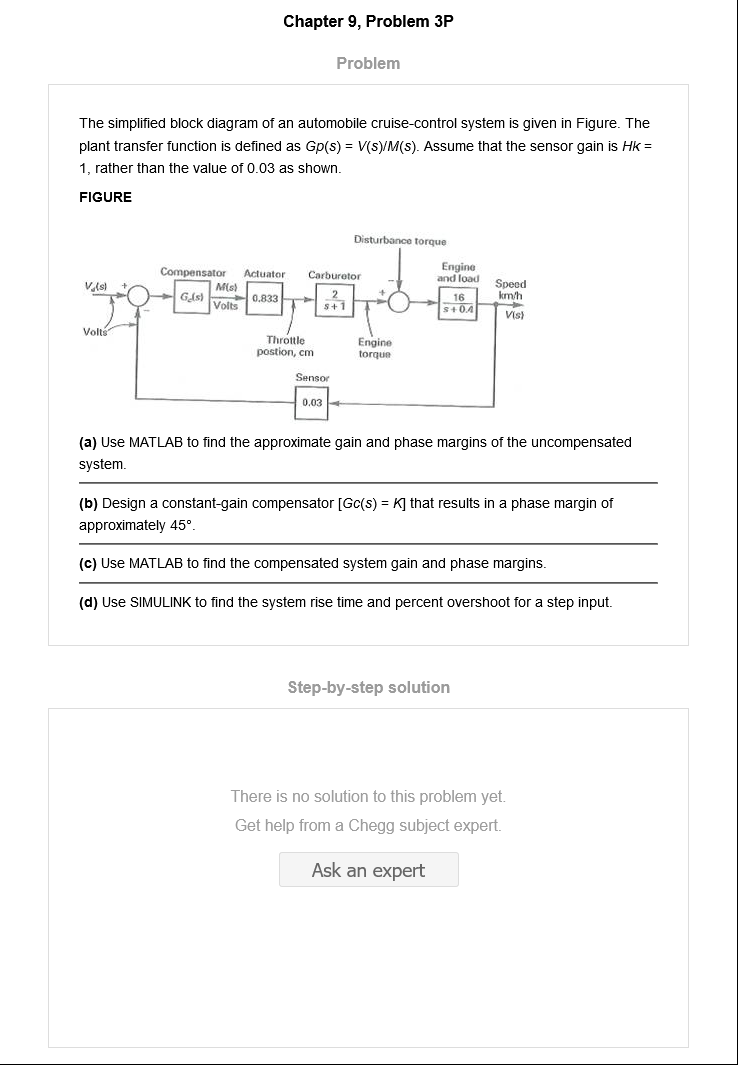 Chapter 9, Problem 3P
Problem
The simplified block diagram of an automobile cruise-control system is given in Figure. The
plant transfer function is defined as Gp(s) = V(s)/M(s). Assume that the sensor gain is Hk =
1, rather than the value of 0.03 as shown.
FIGURE
Disturbance torque
Compensator Actuator Carburetor Engine
and load
Vₐ(s) + M(s) Speed
G꜀(s) 0.833 2 + - 16 km/h
Volts s+1 s+0.4 V(s)
-
Volts
Throttle
postion, cm
Engine
torque
Sensor
0.03
(a) Use MATLAB to find the approximate gain and phase margins of the uncompensated
system.
(b) Design a constant-gain compensator [Gc(s) = K] that results in a phase margin of
approximately 45°.
(c) Use MATLAB to find the compensated system gain and phase margins.
(d) Use SIMULINK to find the system rise time and percent overshoot for a step input.
Step-by-step solution
There is no solution to this problem yet.
Get help from a Chegg subject expert.
Ask an expert